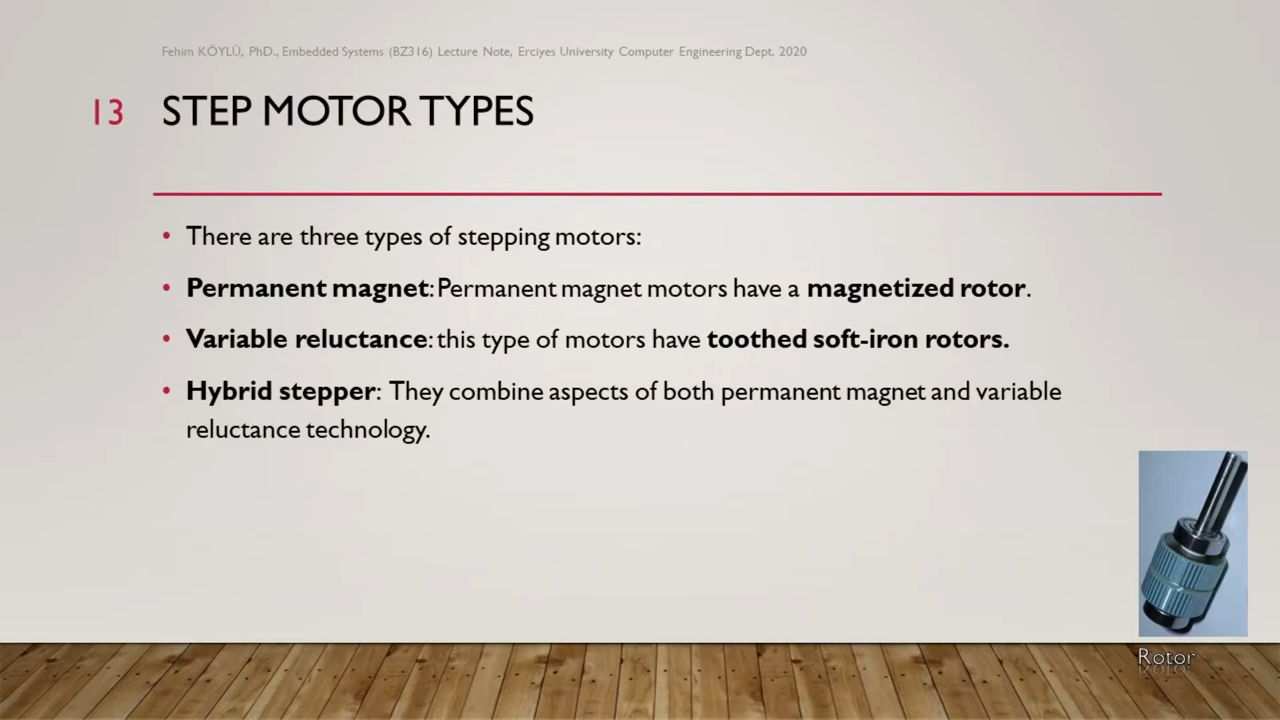 Fehim KÖYLÜ, PhD., Embedded Systems (BZ316) Lecture Note, Erciyes University Computer Engineering Dept. 2020
13 STEP MOTOR TYPES
• There are three types of stepping motors:
• Permanent magnet: Permanent magnet motors have a magnetized rotor.
• Variable reluctance: this type of motors have toothed soft-iron rotors.
• Hybrid stepper: They combine aspects of both permanent magnet and variable
reluctance technology.
Rotor